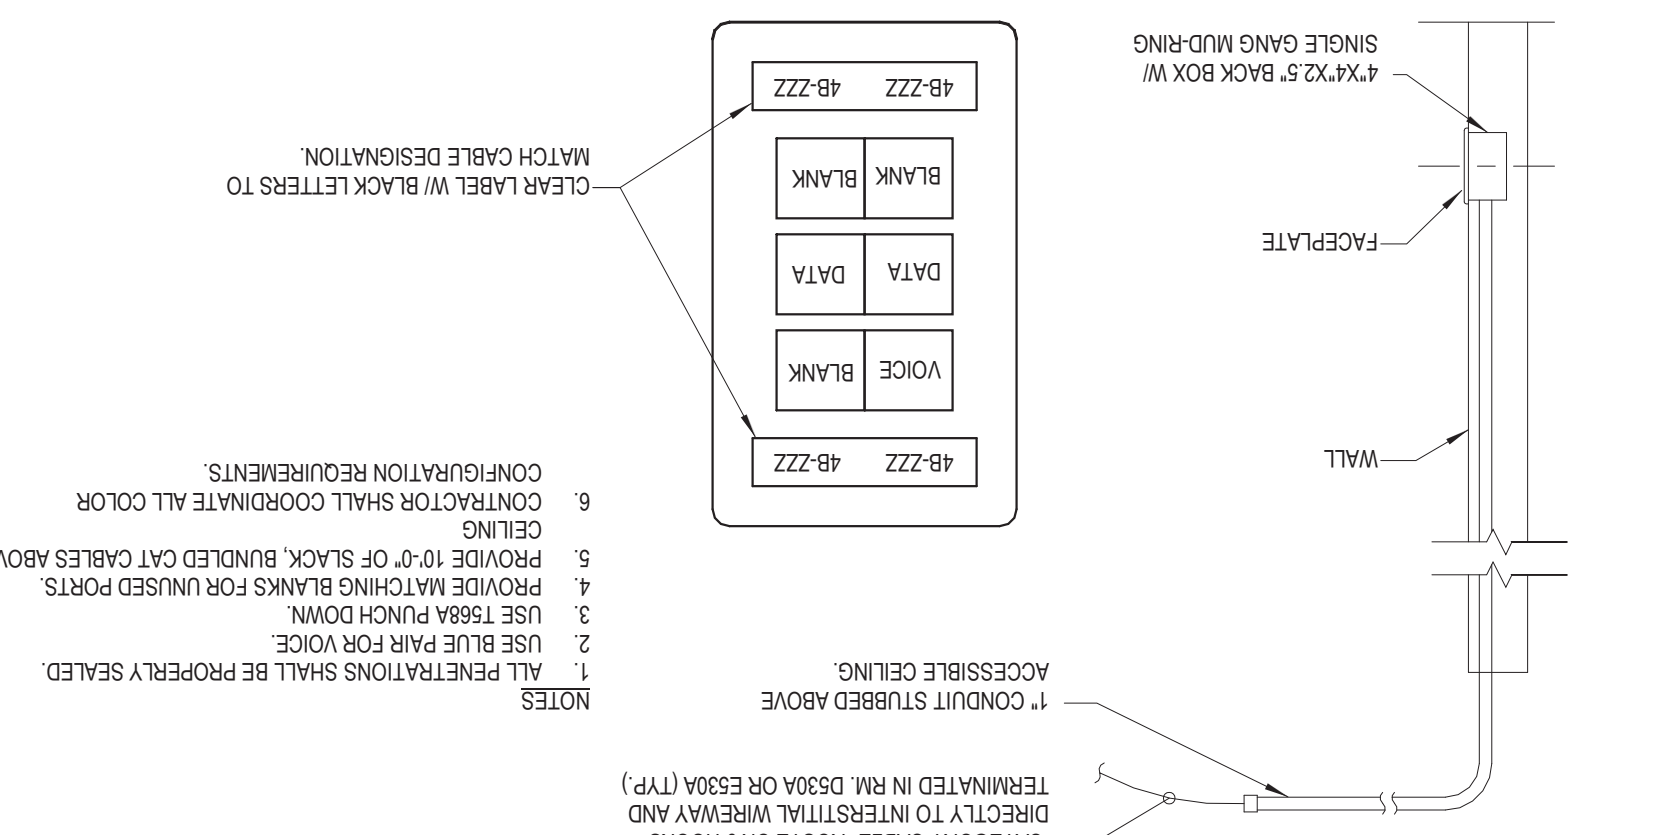 DIRECTLY TO INTERSTITIAL WIREWAY AND
TERMINATED IN RM. D530A OR E530A (TYP.)
1" CONDUIT STUBBED ABOVE
ACCESSIBLE CEILING.
WALL
FACEPLATE
4"X4"X2.5" BACK BOX W/
SINGLE GANG MUD-RING
4B-ZZZ 4B-ZZZ
VOICE BLANK
DATA DATA
BLANK BLANK
4B-ZZZ 4B-ZZZ
NOTES
1. ALL PENETRATIONS SHALL BE PROPERLY SEALED.
2. USE BLUE PAIR FOR VOICE.
3. USE T568A PUNCH DOWN.
4. PROVIDE MATCHING BLANKS FOR UNUSED PORTS.
5. PROVIDE 10'-0" OF SLACK, BUNDLED CAT CABLES ABOV
CEILING
6. CONTRACTOR SHALL COORDINATE ALL COLOR
CONFIGURATION REQUIREMENTS.
CLEAR LABEL W/ BLACK LETTERS TO
MATCH CABLE DESIGNATION.